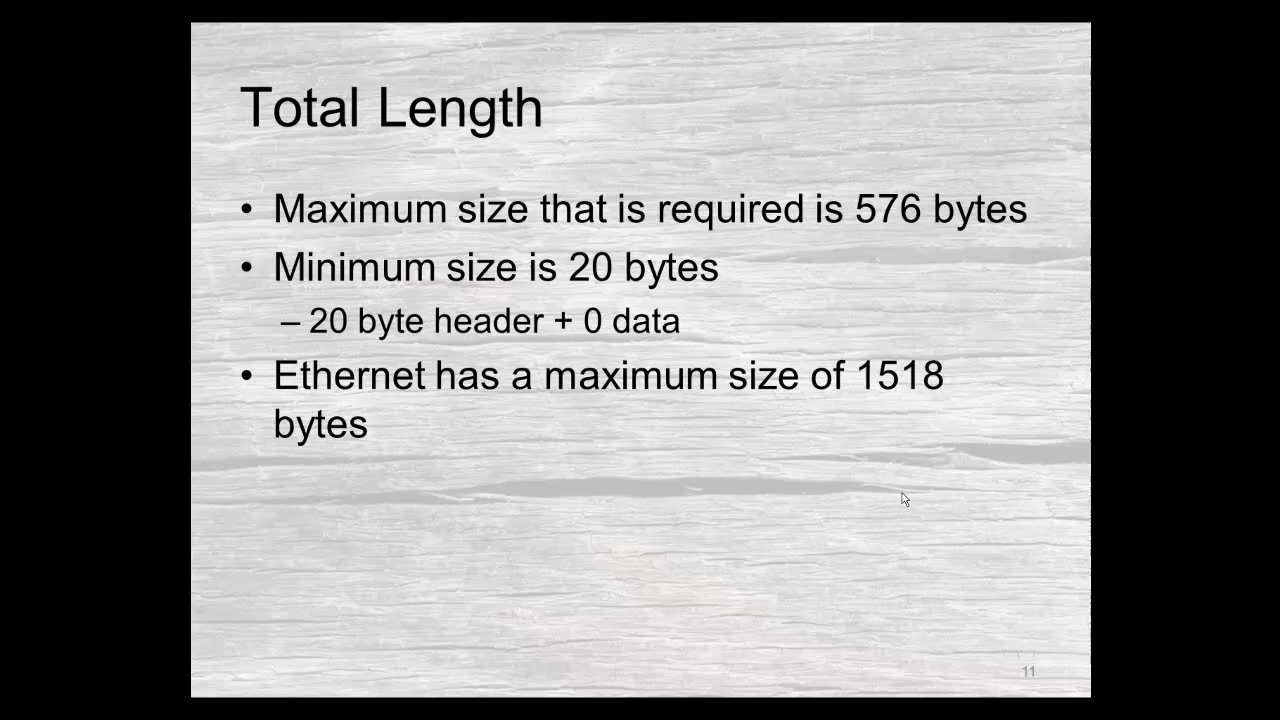 Total Length
• Maximum size that is required is 576 bytes
• Minimum size is 20 bytes
– 20 byte header + 0 data
• Ethernet has a maximum size of 1518
bytes
11